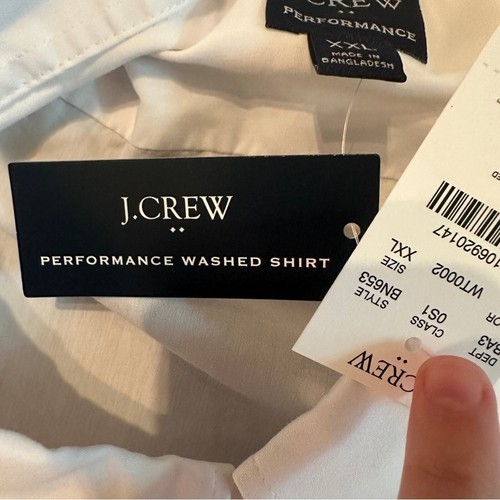 CREW
PERFORMANCE
XXL
MADE IN
BANGLADESH
J.CREW
PERFORMANCE WASHED SHIRT
CREW
DEPT CLASS STYLE SIZE
0S1 BN653 XXL
WT0002
106920147